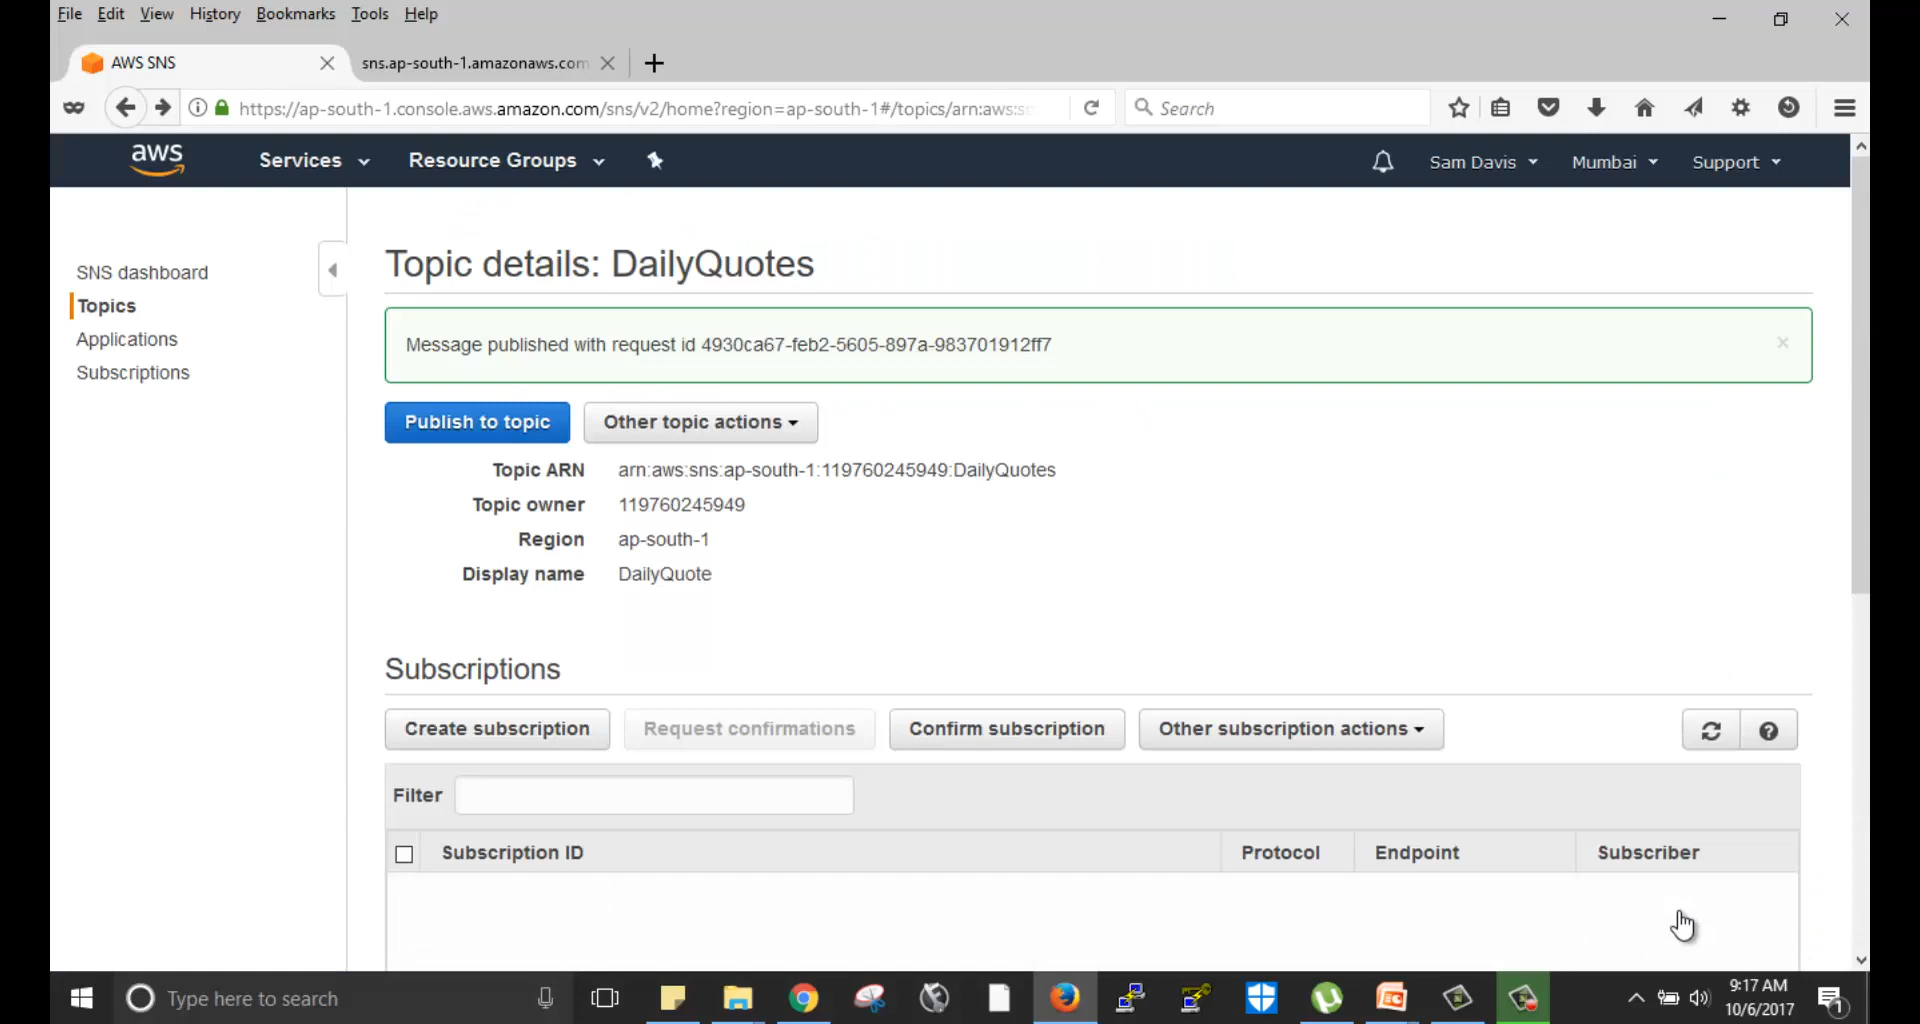 File Edit View History Bookmarks Tools Help
AWS SNS
sns.ap-south-1.amazonaws.com
https://ap-south-1.console.aws.amazon.com/sns/v2/home?region=ap-south-1#/topics/arn:aws:sn
Search
aws
Services
Resource Groups
Sam Davis
Mumbai
Support
SNS dashboard
Topics
Applications
Subscriptions
Topic details: DailyQuotes
Message published with request id 4930ca67-feb2-5605-897a-983701912ff7
Publish to topic
Other topic actions
Topic ARN arn:aws:sns:ap-south-1:119760245949:DailyQuotes
Topic owner 119760245949
Region ap-south-1
Display name DailyQuote
Subscriptions
Create subscription
Request confirmations
Confirm subscription
Other subscription actions
Filter
Subscription ID Protocol Endpoint Subscriber
Type here to search
9:17 AM
10/6/2017
1